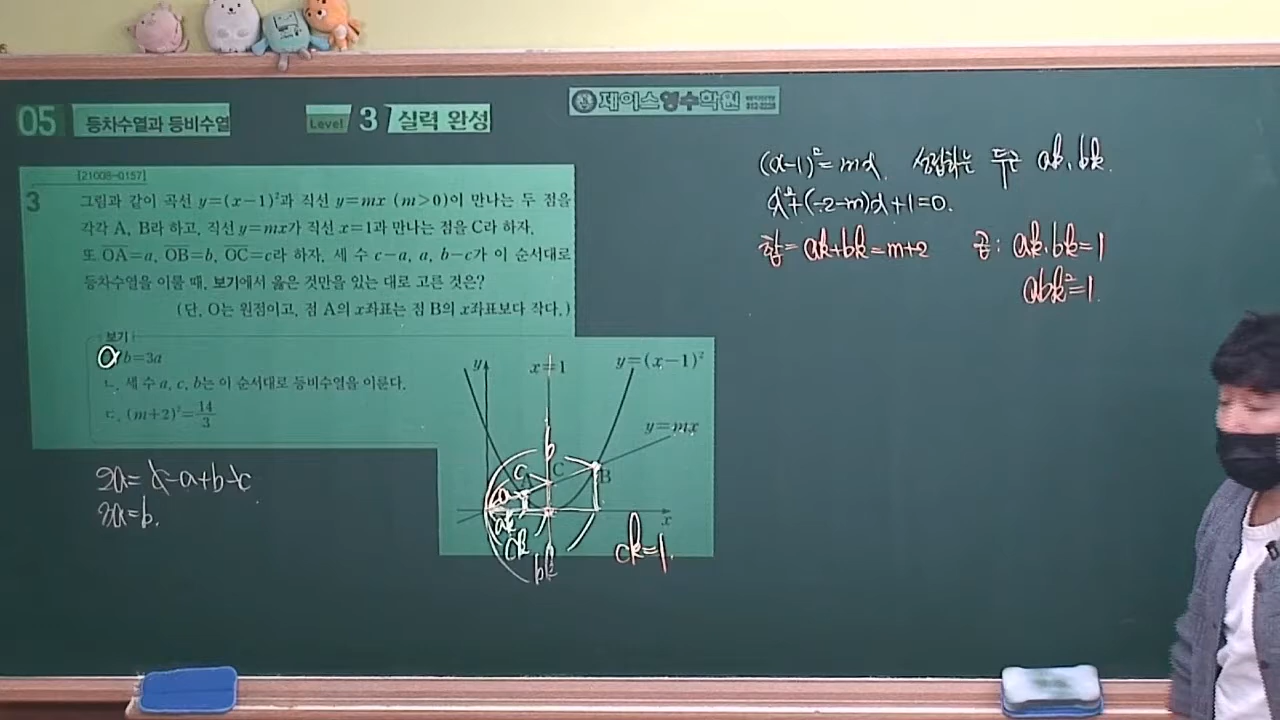 05 등차수열과 등비수열 Level 3 실력 완성
제이스영수학원
[21008-0157]
3 그림과 같이 곡선 y=(x-1)²과 직선 y=mx (m>0)이 만나는 두 점을
각각 A, B라 하고, 직선 y=mx가 직선 x=1과 만나는 점을 C라 하자.
또 O͞A͞=a, O͞B͞=b, O͞C͞=c라 하자. 세 수 c-a, a, b-c가 이 순서대로
등차수열을 이룰 때, 보기에서 옳은 것만을 있는 대로 고른 것은?
(단, O는 원점이고, 점 A의 x좌표는 점 B의 x좌표보다 작다.)
보기
b=3a
ㄴ. 세 수 a, c, b는 이 순서대로 등비수열을 이룬다.
ㄷ. (m+2)²=14/3
y
x=1
y=(x-1)²
y=mx
b
c
C
B
a
x
ak
ck
bk
ck=1.
2a=c-a+b-c
3a=b.
(x-1)²=mx 성립하는 두근 ak, bk.
x²+(-2-m)x+1=0.
합=ak+bk=m+2 곱: ak·bk=1
abk²=1.